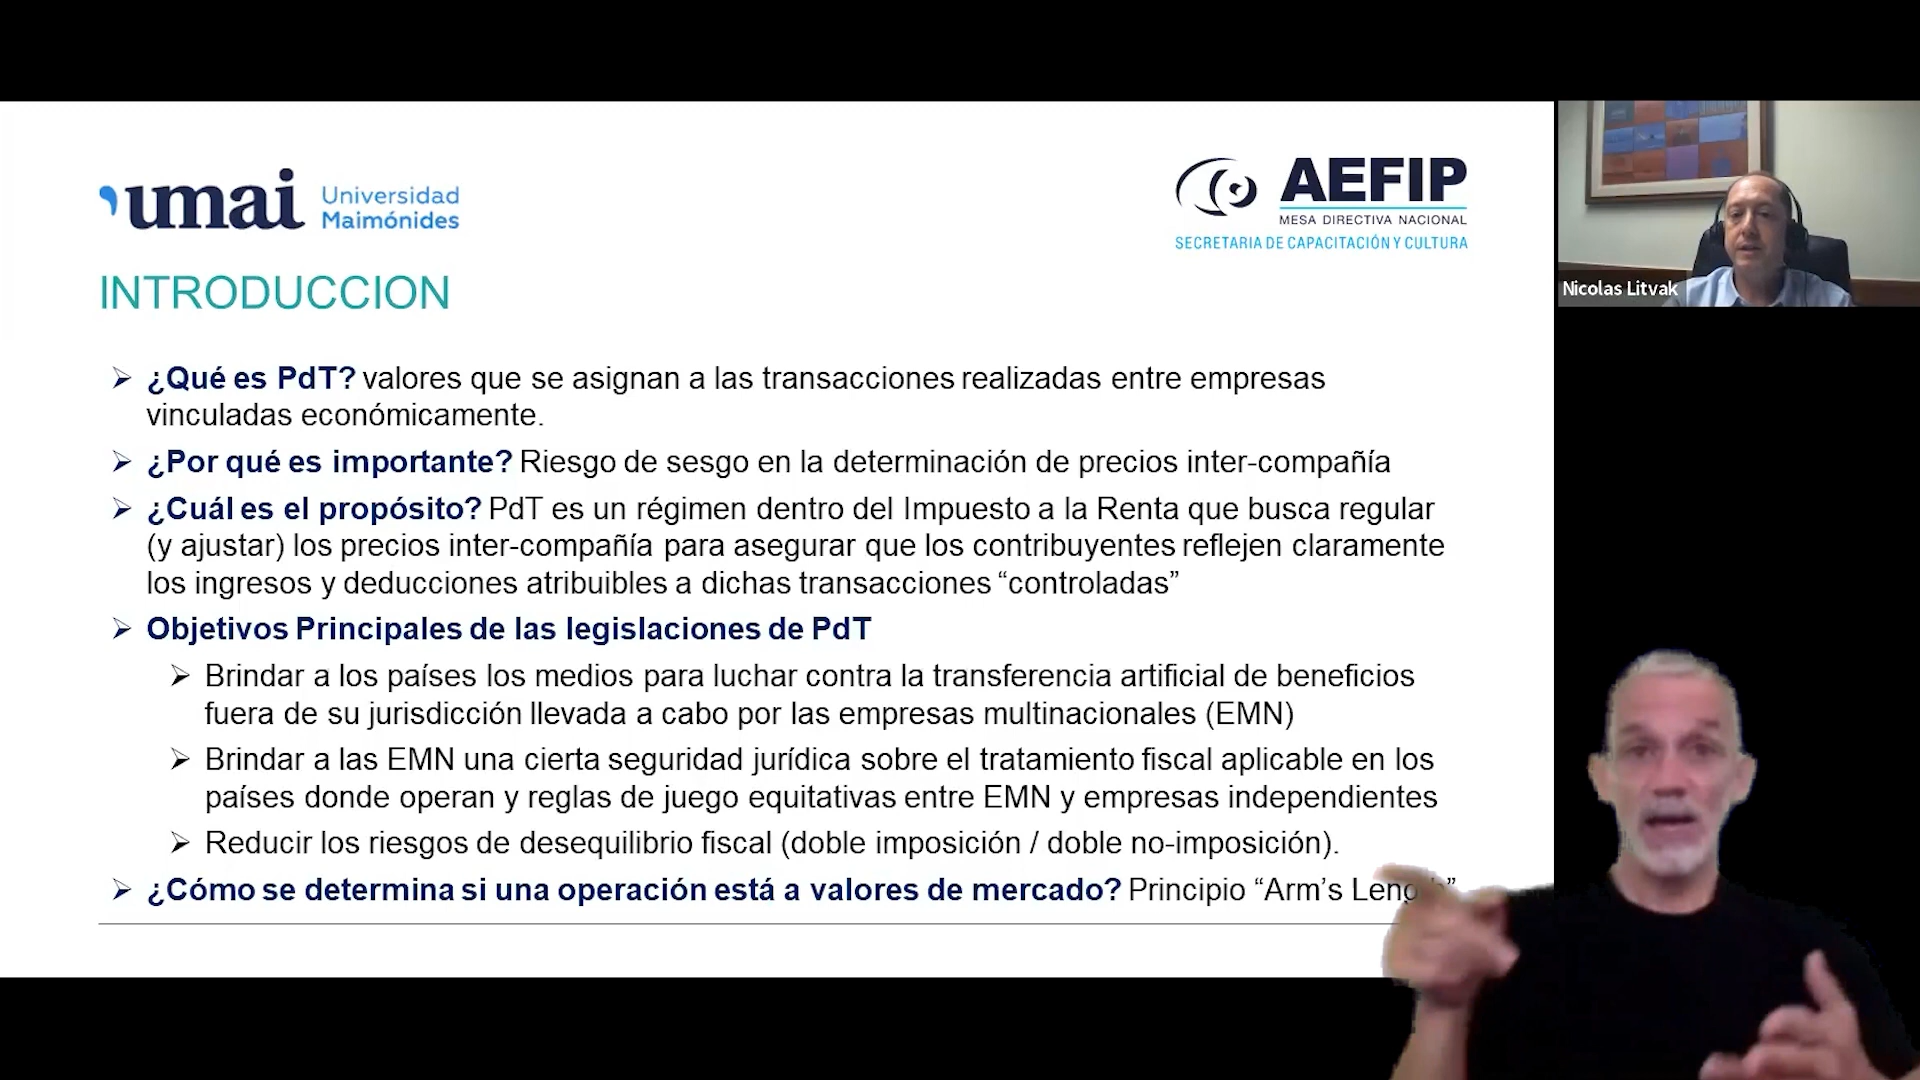 umai Universidad
Maimónides
AEFIP
MESA DIRECTIVA NACIONAL
SECRETARIA DE CAPACITACIÓN Y CULTURA
INTRODUCCION
¿Qué es PdT? valores que se asignan a las transacciones realizadas entre empresas
vinculadas económicamente.
¿Por qué es importante? Riesgo de sesgo en la determinación de precios inter-compañía
¿Cuál es el propósito? PdT es un régimen dentro del Impuesto a la Renta que busca regular
(y ajustar) los precios inter-compañía para asegurar que los contribuyentes reflejen claramente
los ingresos y deducciones atribuibles a dichas transacciones “controladas”
Objetivos Principales de las legislaciones de PdT
Brindar a los países los medios para luchar contra la transferencia artificial de beneficios
fuera de su jurisdicción llevada a cabo por las empresas multinacionales (EMN)
Brindar a las EMN una cierta seguridad jurídica sobre el tratamiento fiscal aplicable en los
países donde operan y reglas de juego equitativas entre EMN y empresas independientes
Reducir los riesgos de desequilibrio fiscal (doble imposición / doble no-imposición).
¿Cómo se determina si una operación está a valores de mercado? Principio “Arm’s
Nicolas Litvak